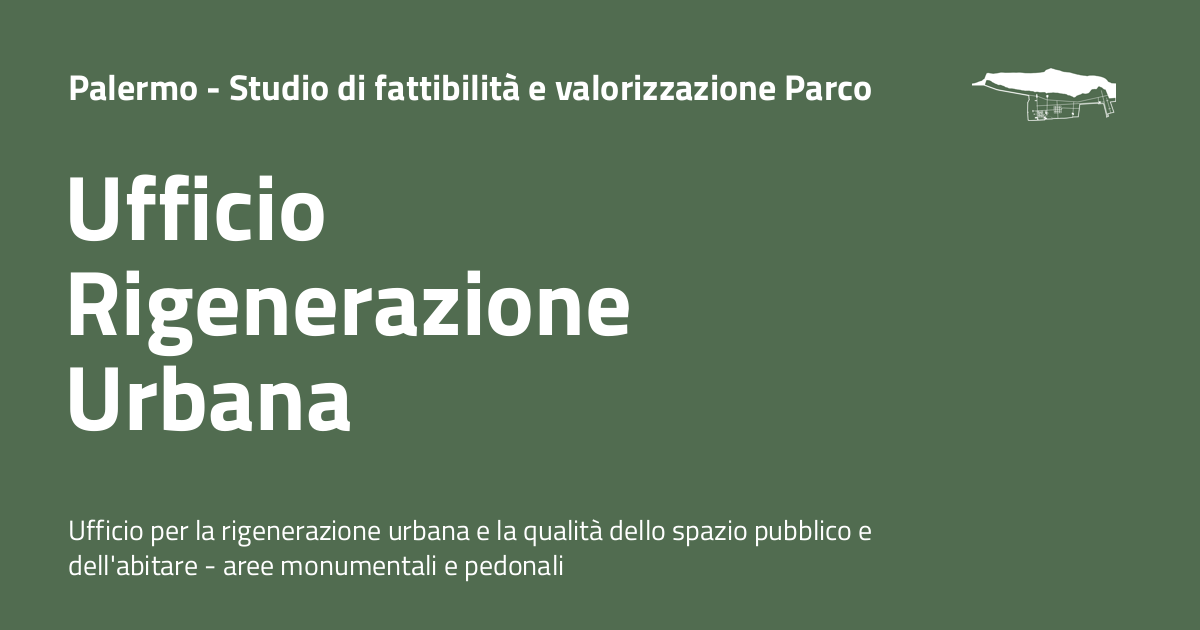 Palermo - Studio di fattibilità e valorizzazione Parco
Ufficio
Rigenerazione
Urbana
Ufficio per la rigenerazione urbana e la qualità dello spazio pubblico e
dell'abitare - aree monumentali e pedonali